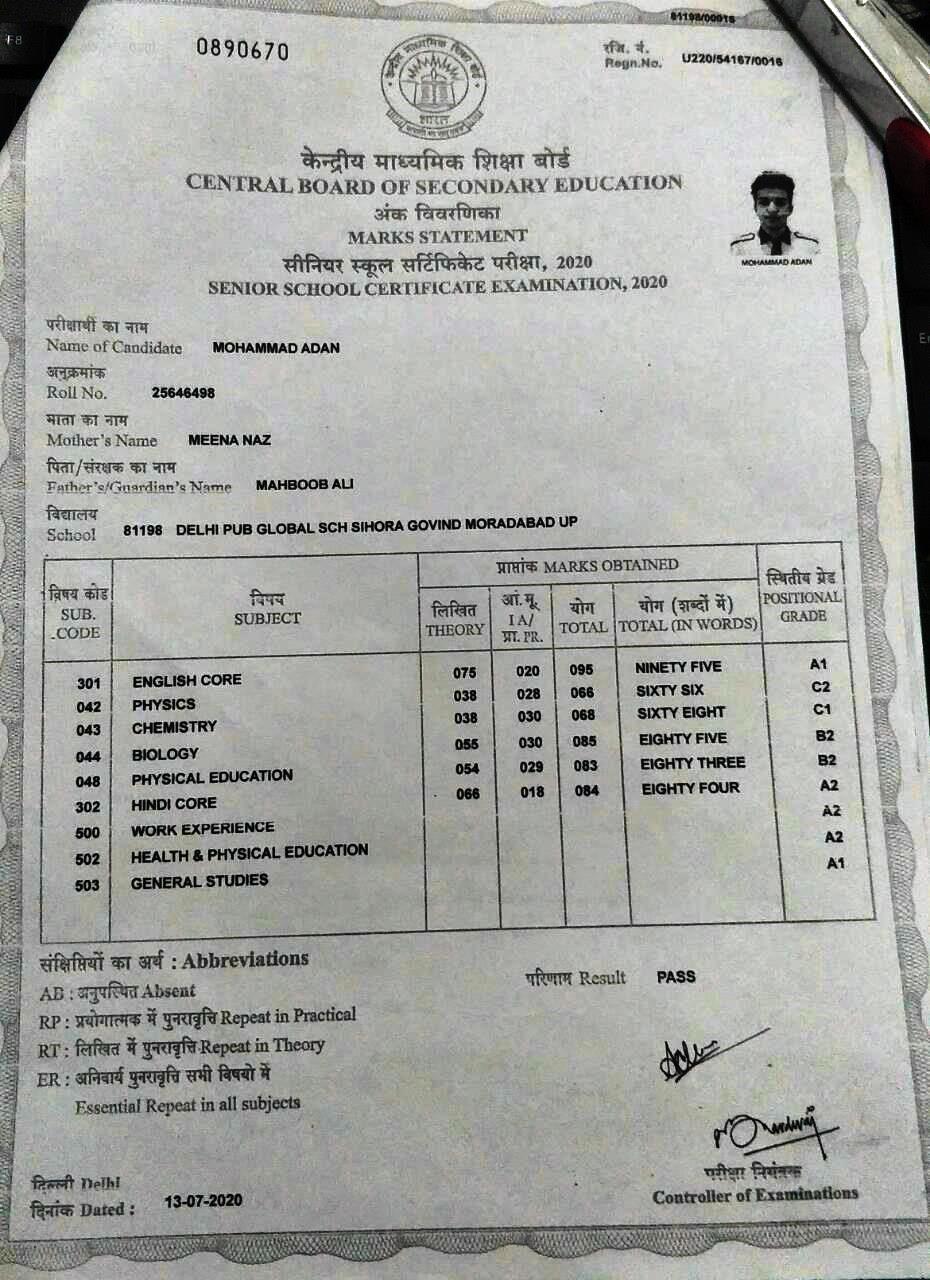 81198/00016
0890670
रजि. नं.
Regn.No. U220/54167/0016
केन्द्रीय माध्यमिक शिक्षा बोर्ड
भारत
केन्द्रीय माध्यमिक शिक्षा बोर्ड
CENTRAL BOARD OF SECONDARY EDUCATION
अंक विवरणिका
MARKS STATEMENT
MOHAMMAD ADAN
सीनियर स्कूल सर्टिफिकेट परीक्षा, 2020
SENIOR SCHOOL CERTIFICATE EXAMINATION, 2020
परीक्षार्थी का नाम
Name of Candidate MOHAMMAD ADAN
अनुक्रमांक
Roll No. 25646498
माता का नाम
Mother's Name MEENA NAZ
पिता/संरक्षक का नाम
Father's/Guardian's Name MAHBOOB ALI
विद्यालय
School 81198 DELHI PUB GLOBAL SCH SIHORA GOVIND MORADABAD UP
विषय कोड SUB. .CODE विषय SUBJECT प्राप्तांक MARKS OBTAINED स्थितीय ग्रेड POSITIONAL GRADE
लिखित THEORY आं.मू. IA/ प्रा. PR. योग TOTAL योग (शब्दों में) TOTAL (IN WORDS)
301 ENGLISH CORE 075 020 095 NINETY FIVE A1
042 PHYSICS 038 028 066 SIXTY SIX C2
043 CHEMISTRY 038 030 068 SIXTY EIGHT C1
044 BIOLOGY 055 030 085 EIGHTY FIVE B2
048 PHYSICAL EDUCATION 054 029 083 EIGHTY THREE B2
302 HINDI CORE 066 018 084 EIGHTY FOUR A2
500 WORK EXPERIENCE A2
502 HEALTH & PHYSICAL EDUCATION A2
503 GENERAL STUDIES A1
संक्षिप्तियों का अर्थ : Abbreviations
परिणाम Result PASS
AB : अनुपस्थित Absent
RP : प्रयोगात्मक में पुनरावृत्ति Repeat in Practical
RT : लिखित में पुनरावृत्ति Repeat in Theory
ER : अनिवार्य पुनरावृत्ति सभी विषयो में
Essential Repeat in all subjects
दिल्ली Delhi
दिनांक Dated : 13-07-2020
परीक्षा नियंत्रक
Controller of Examinations
F8